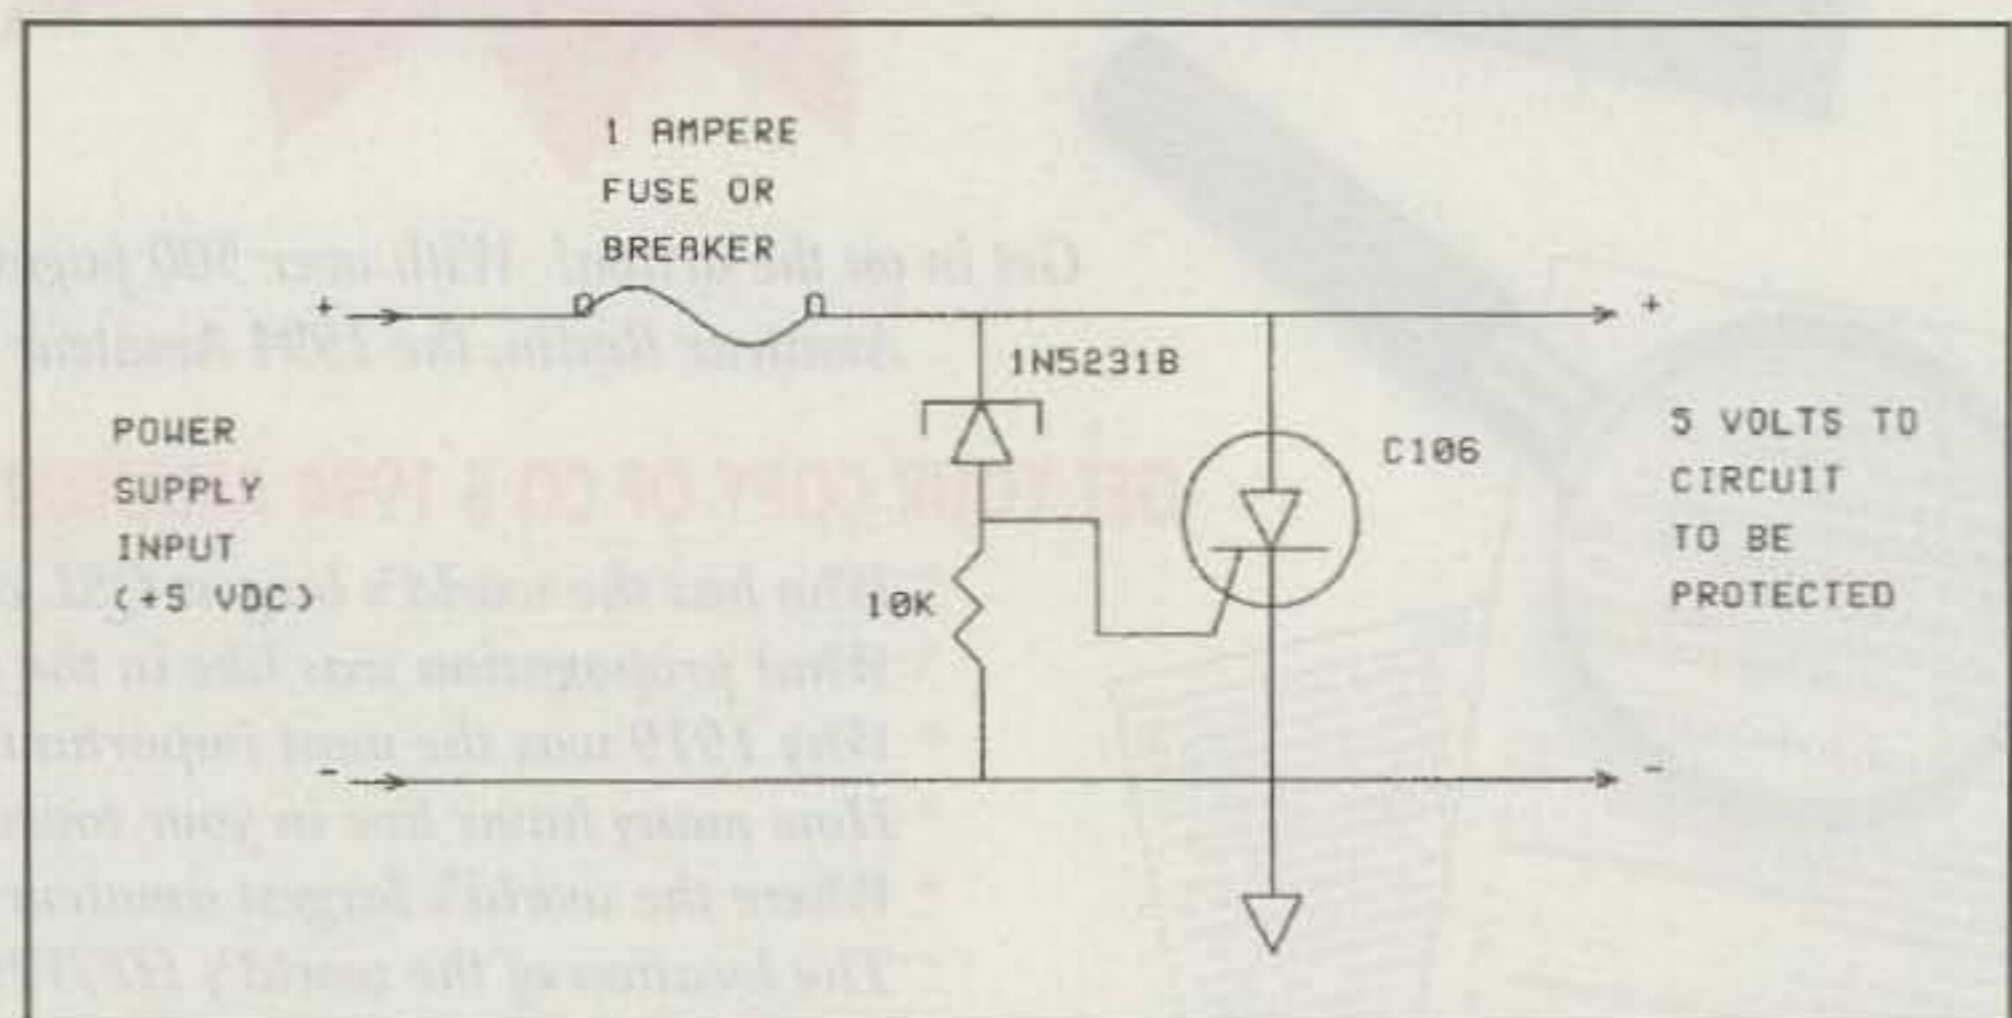 1 AMPERE
FUSE OR
BREAKER
+
+
1N5231B
POWER
SUPPLY
INPUT
(+5 VDC)
C106
5 VOLTS TO
CIRCUIT
TO BE
PROTECTED
10K
-
-